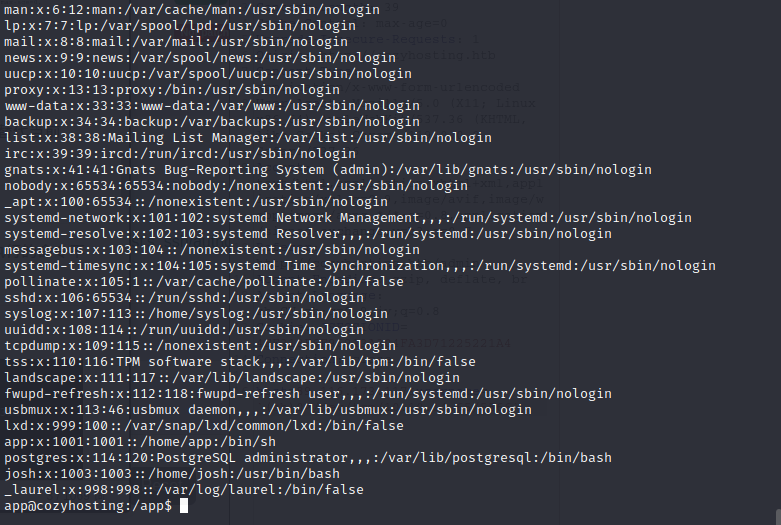 man:x:6:12:man:/var/cache/man:/usr/sbin/nologin
lp:x:7:7:lp:/var/spool/lpd:/usr/sbin/nologin
mail:x:8:8:mail:/var/mail:/usr/sbin/nologin
news:x:9:9:news:/var/spool/news:/usr/sbin/nologin
uucp:x:10:10:uucp:/var/spool/uucp:/usr/sbin/nologin
proxy:x:13:13:proxy:/bin:/usr/sbin/nologin
www-data:x:33:33:www-data:/var/www:/usr/sbin/nologin
backup:x:34:34:backup:/var/backups:/usr/sbin/nologin
list:x:38:38:Mailing List Manager:/var/list:/usr/sbin/nologin
irc:x:39:39:ircd:/run/ircd:/usr/sbin/nologin
gnats:x:41:41:Gnats Bug-Reporting System (admin):/var/lib/gnats:/usr/sbin/nologin
nobody:x:65534:65534:nobody:/nonexistent:/usr/sbin/nologin
_apt:x:100:65534::/nonexistent:/usr/sbin/nologin
systemd-network:x:101:102:systemd Network Management,,,:/run/systemd:/usr/sbin/nologin
systemd-resolve:x:102:103:systemd Resolver,,,:/run/systemd:/usr/sbin/nologin
messagebus:x:103:104::/nonexistent:/usr/sbin/nologin
systemd-timesync:x:104:105:systemd Time Synchronization,,,:/run/systemd:/usr/sbin/nologin
pollinate:x:105:1::/var/cache/pollinate:/bin/false
sshd:x:106:65534::/run/sshd:/usr/sbin/nologin
syslog:x:107:113::/home/syslog:/usr/sbin/nologin
uuidd:x:108:114::/run/uuidd:/usr/sbin/nologin
tcpdump:x:109:115::/nonexistent:/usr/sbin/nologin
tss:x:110:116:TPM software stack,,,:/var/lib/tpm:/bin/false
landscape:x:111:117::/var/lib/landscape:/usr/sbin/nologin
fwupd-refresh:x:112:118:fwupd-refresh user,,,:/run/systemd:/usr/sbin/nologin
usbmux:x:113:46:usbmux daemon,,,:/var/lib/usbmux:/usr/sbin/nologin
lxd:x:999:100::/var/snap/lxd/common/lxd:/bin/false
app:x:1001:1001::/home/app:/bin/sh
postgres:x:114:120:PostgreSQL administrator,,,:/var/lib/postgresql:/bin/bash
josh:x:1003:1003::/home/josh:/usr/bin/bash
_laurel:x:998:998::/var/log/laurel:/bin/false
app@cozyhosting:/app$